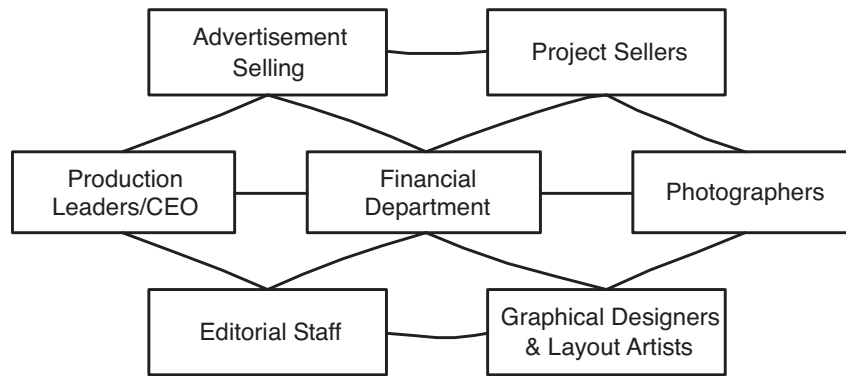 Advertisement
Selling
Project Sellers
Production
Leaders/CEO
Financial
Department
Photographers
Editorial Staff
Graphical Designers
& Layout Artists